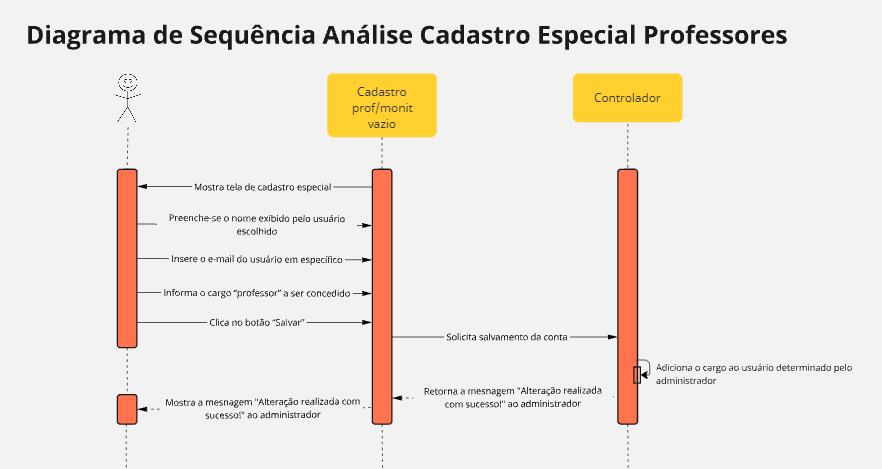 Diagrama de Sequência Análise Cadastro Especial Professores
Cadastro
prof/monit
vazio
Controlador
Mostra tela de cadastro especial
Preenche-se o nome exibido pelo usuário
escolhido
Insere o e-mail do usuário em específico
Informa o cargo "professor" a ser concedido
Clica no botão "Salvar"
Solicita salvamento da conta
Adiciona o cargo ao usuário determinado pelo
administrador
Retorna a mesnagem "Alteração realizada
com sucesso!" ao administrador
Mostra a mesnagem "Alteração realizada com
sucesso!" ao administrador